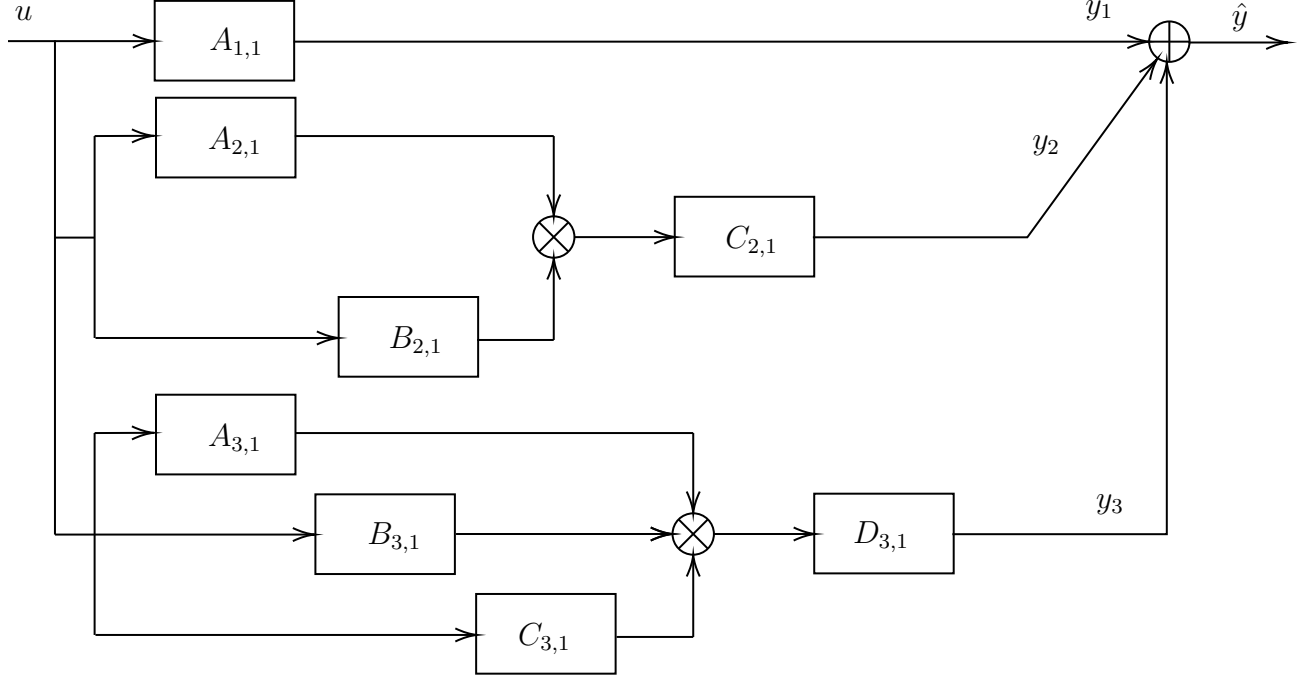 u
A_{1,1}
y_1
ŷ
A_{2,1}
y_2
C_{2,1}
B_{2,1}
A_{3,1}
y_3
B_{3,1}
D_{3,1}
C_{3,1}